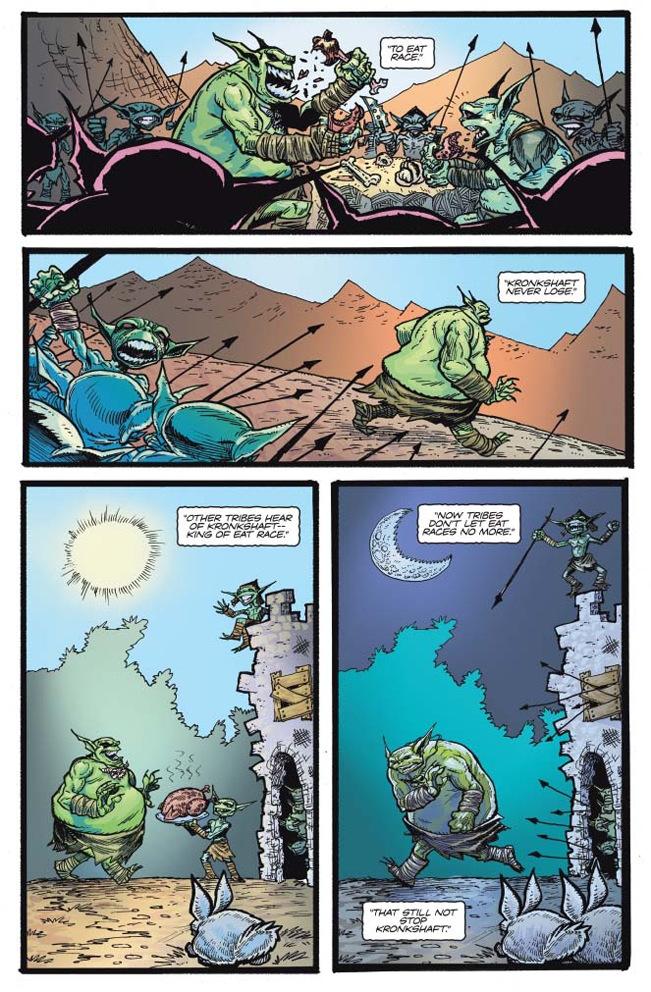 "TO EAT
RACE."
"KRONKSHAFT
NEVER LOSE."
"OTHER TRIBES HEAR
OF KRONKSHAFT--
KING OF EAT RACE."
"NOW TRIBES
DON'T LET EAT
RACES NO MORE."
"THAT STILL NOT
STOP
KRONKSHAFT."